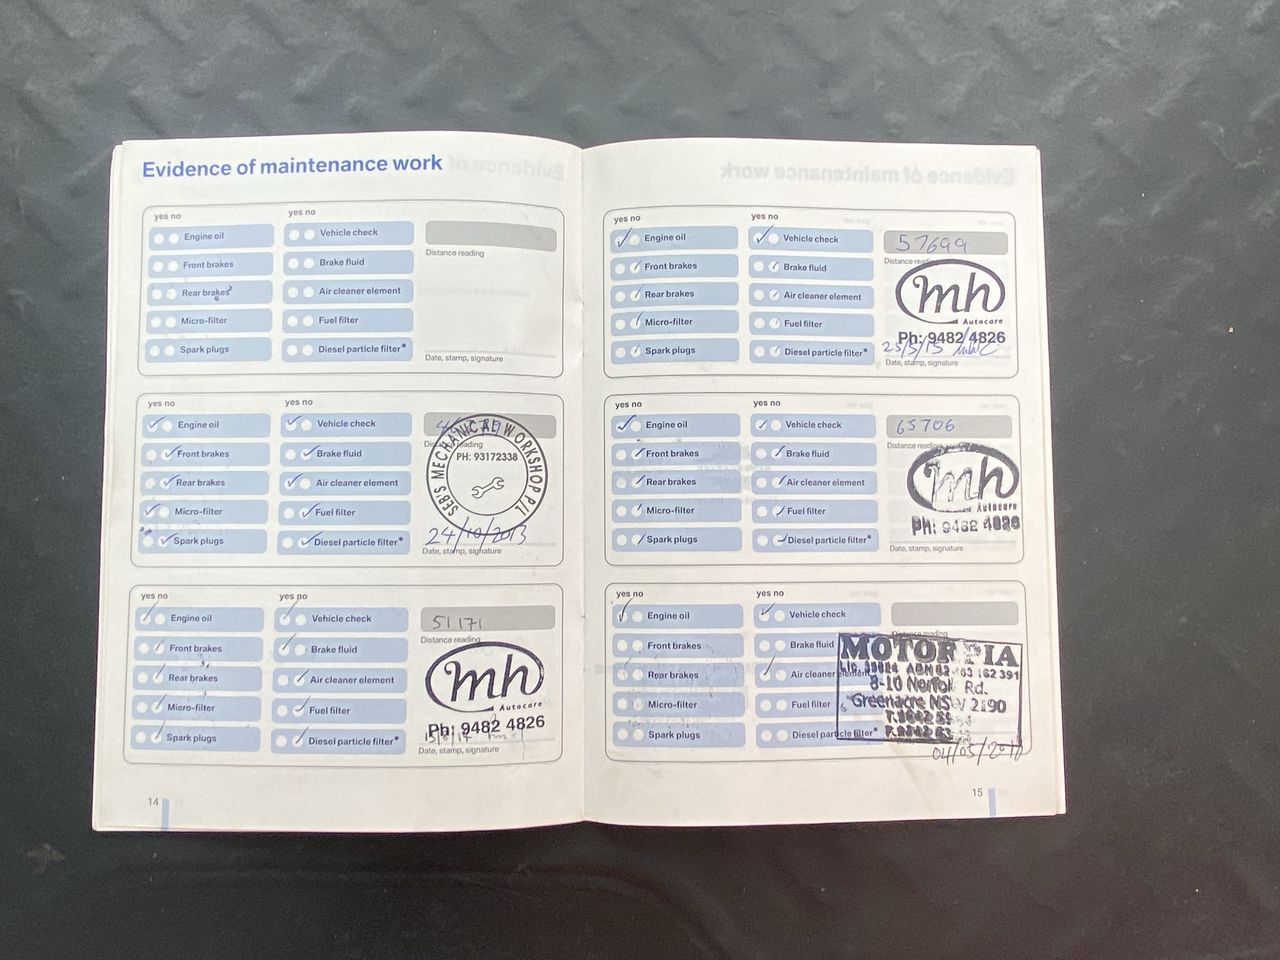 Evidence of maintenance work
yes no
yes no
Engine oil
Vehicle check
Front brakes
Brake fluid
Distance reading
Rear brakes
Air cleaner element
Micro-filter
Fuel filter
Spark plugs
Diesel particle filter*
Date, stamp, signature
yes no
yes no
Engine oil
Vehicle check
Front brakes
Brake fluid
Distance reading
Rear brakes
Air cleaner element
Micro-filter
Fuel filter
Spark plugs
Diesel particle filter*
SEB'S MECHANICAL WORKSHOP P/L
PH: 93172338
24/10/2013
Date, stamp, signature
yes no
yes no
Engine oil
Vehicle check
51171
Front brakes
Brake fluid
Distance reading
Rear brakes
Air cleaner element
Micro-filter
Fuel filter
Spark plugs
Diesel particle filter*
mh
Autocare
Ph: 9482 4826
Date, stamp, signature
14
yes no
yes no
Engine oil
Vehicle check
57699
Front brakes
Brake fluid
Distance reading
Rear brakes
Air cleaner element
Micro-filter
Fuel filter
Spark plugs
Diesel particle filter*
mh
Autocare
Ph: 9482 4826
25/5/15
Date, stamp, signature
yes no
yes no
Engine oil
Vehicle check
65706
Front brakes
Brake fluid
Distance reading
Rear brakes
Air cleaner element
Micro-filter
Fuel filter
Spark plugs
Diesel particle filter*
mh
Autocare
PH: 9482 4826
Date, stamp, signature
yes no
yes no
Engine oil
Vehicle check
Front brakes
Brake fluid
Distance reading
Rear brakes
Air cleaner element
Micro-filter
Fuel filter
Spark plugs
Diesel particle filter*
8-10 Norfolk Rd.
Greenacre NSW 2190
15